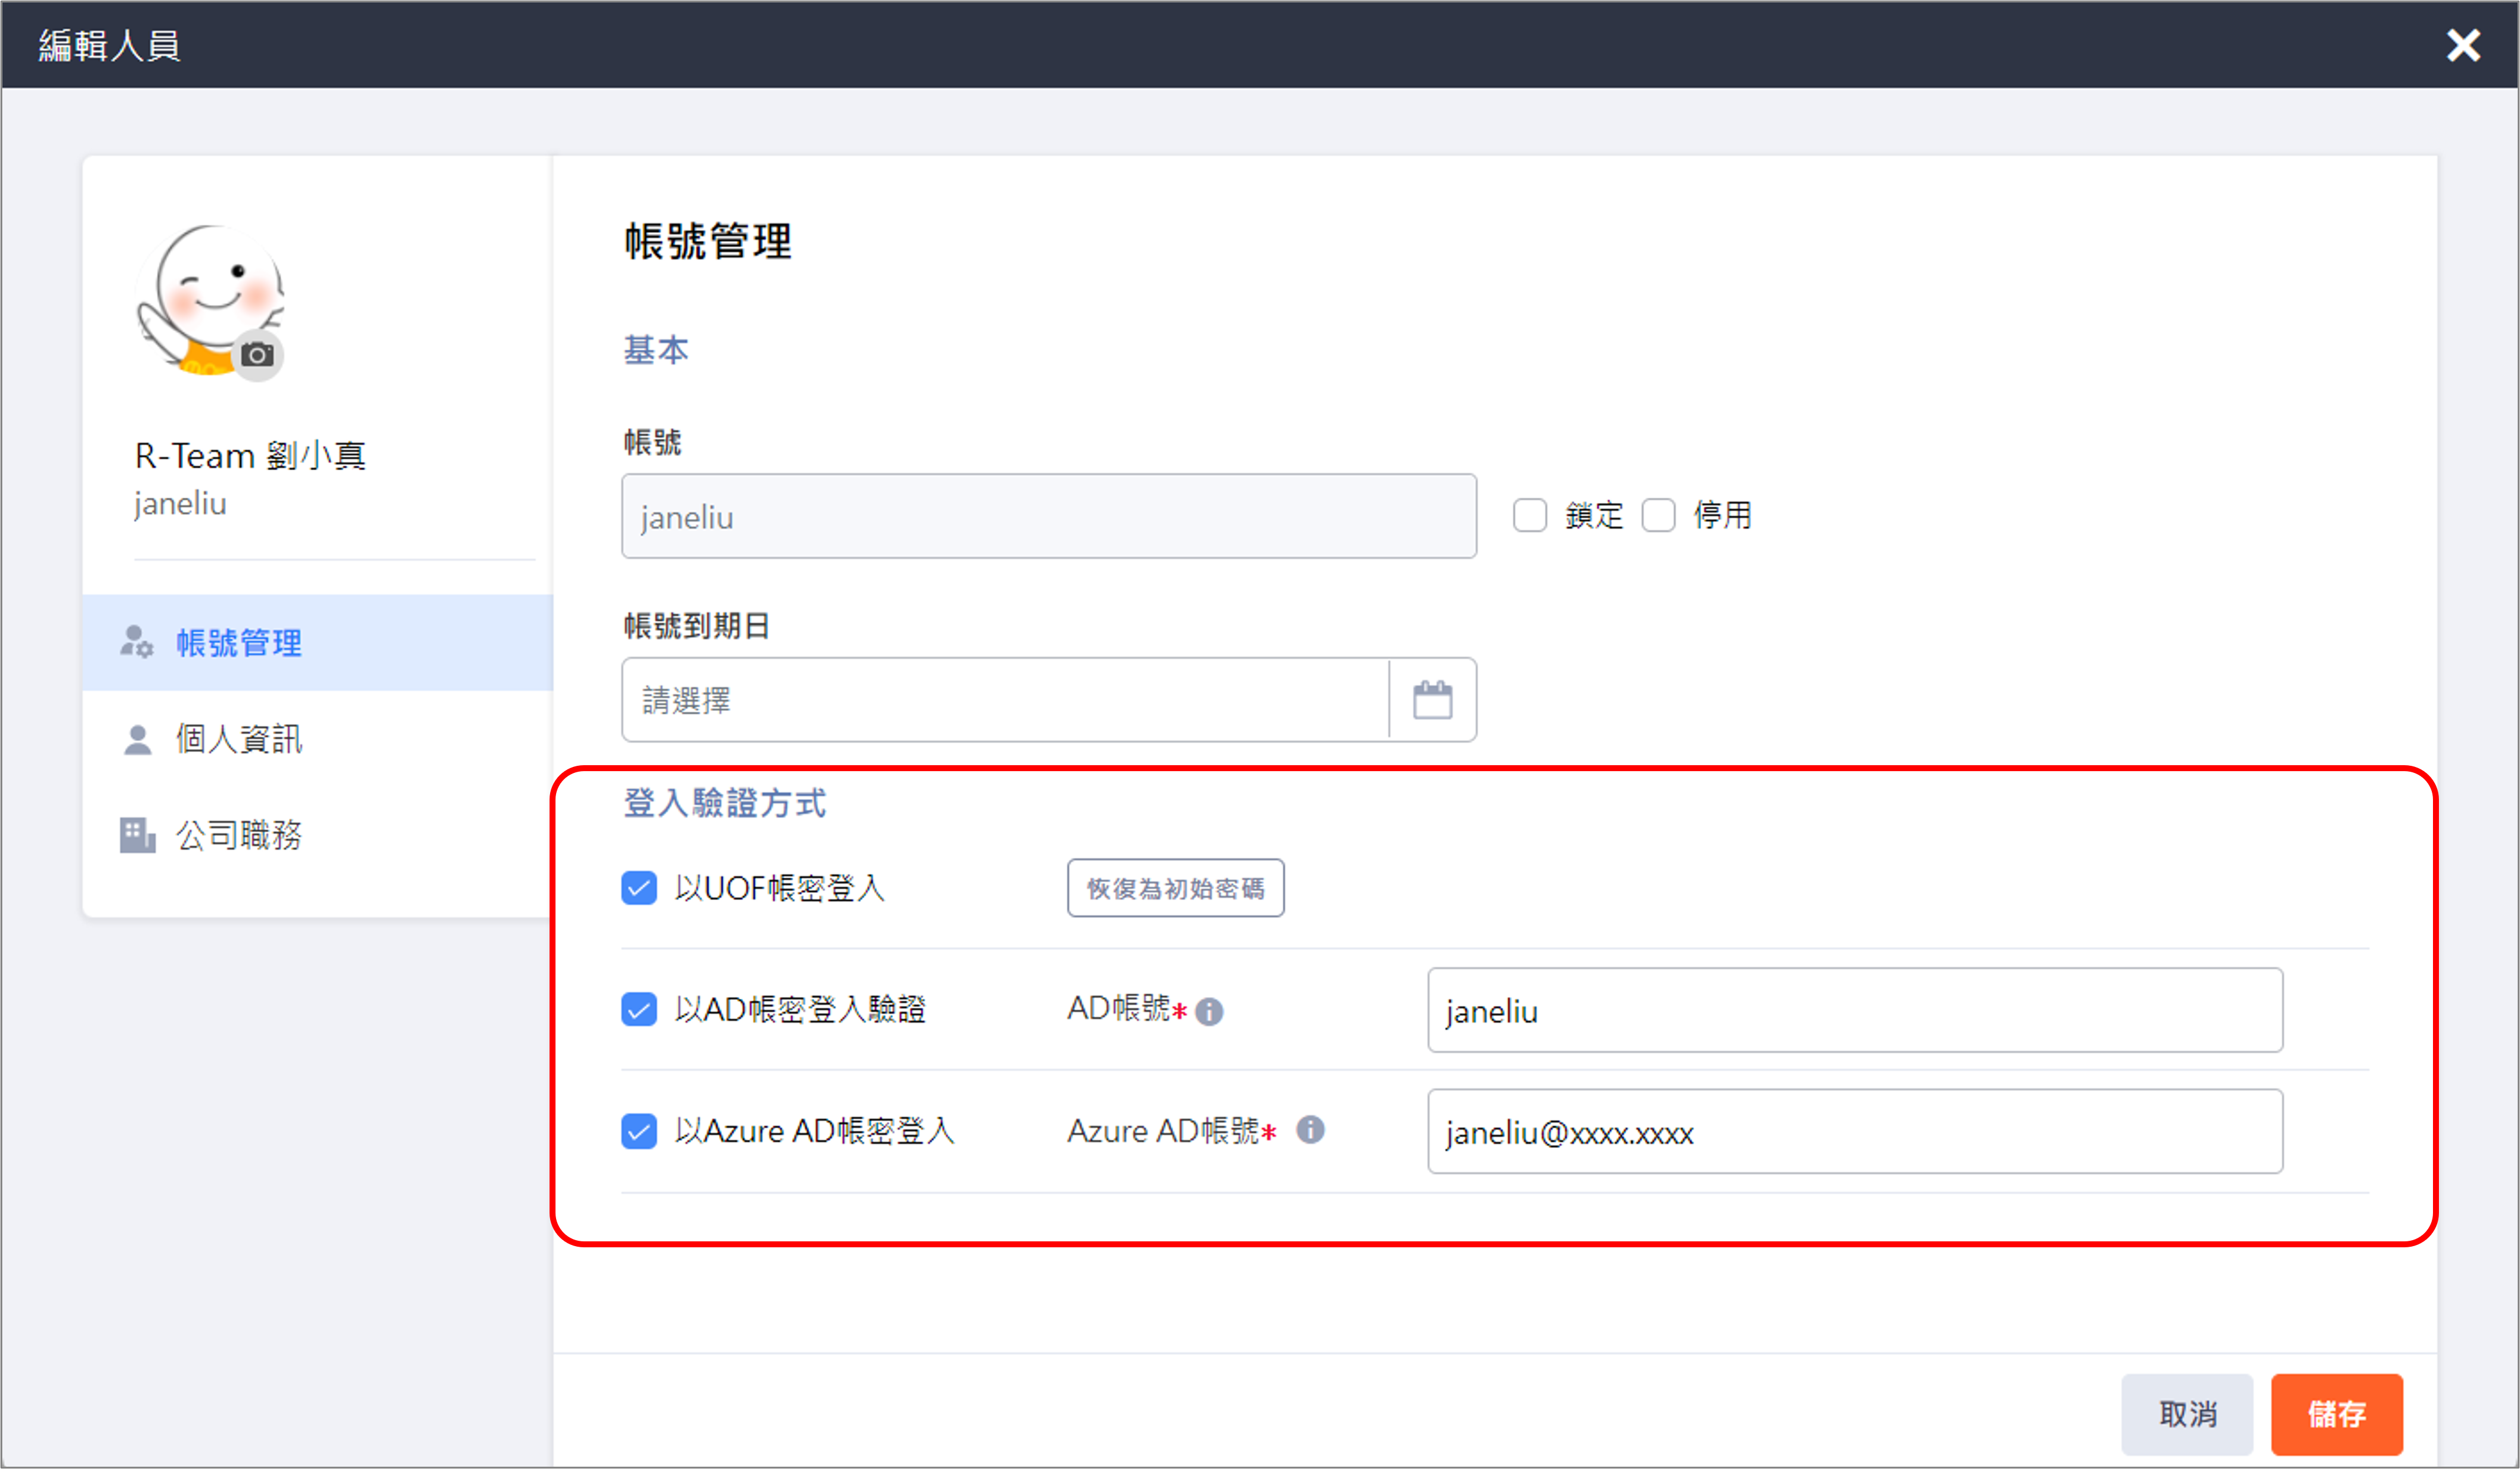 編輯人員
R-Team 劉小真
janeliu
帳號管理
個人資訊
公司職務
帳號管理
基本
帳號
janeliu 鎖定 停用
帳號到期日
請選擇
登入驗證方式
以UOF帳密登入 恢復為初始密碼
以AD帳密登入驗證 AD帳號* janeliu
以Azure AD帳密登入 Azure AD帳號* janeliu@xxxx.xxxx
取消 儲存